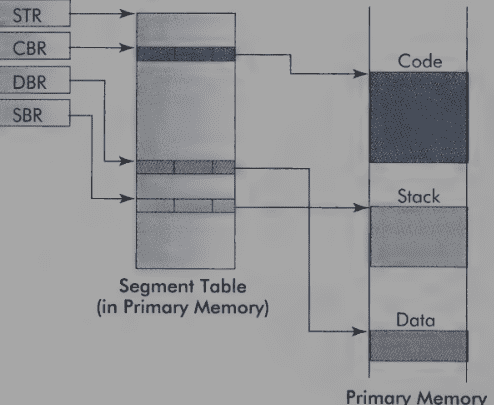 STR
CBR
DBR
SBR
Code
Stack
Data
Segment Table
(in Primary Memory)
Primary Memory